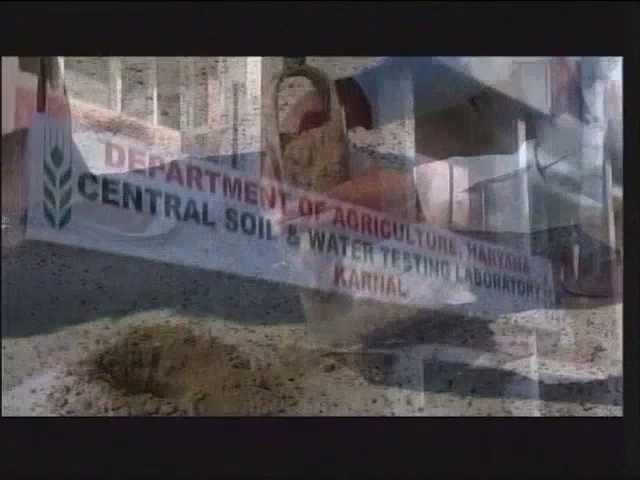 DEPARTMENT OF AGRICULTURE, HARYANA
CENTRAL SOIL & WATER TESTING LABORATORY
KARNAL